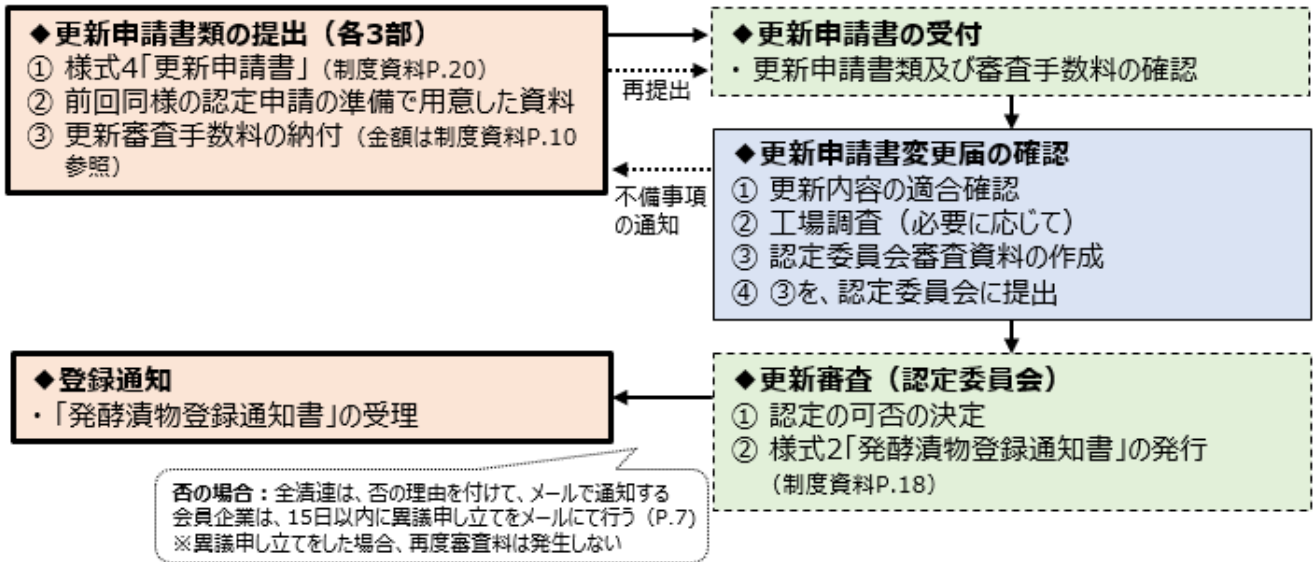 ◆更新申請書類の提出（各3部）
① 様式4「更新申請書」（制度資料P.20）
② 前回同様の認定申請の準備で用意した資料
③ 更新審査手数料の納付（金額は制度資料P.10
参照）
再提出
◆更新申請書の受付
・更新申請書類及び審査手数料の確認
不備事項
の通知
◆更新申請書変更届の確認
① 更新内容の適合確認
② 工場調査（必要に応じて）
③ 認定委員会審査資料の作成
④ ③を、認定委員会に提出
◆更新審査（認定委員会）
① 認定の可否の決定
② 様式2「発酵漬物登録通知書」の発行
（制度資料P.18）
◆登録通知
・「発酵漬物登録通知書」の受理
否の場合：全漬連は、否の理由を付けて、メールで通知する
会員企業は、15日以内に異議申し立てをメールにて行う（P.7）
※異議申し立てをした場合、再度審査料は発生しない